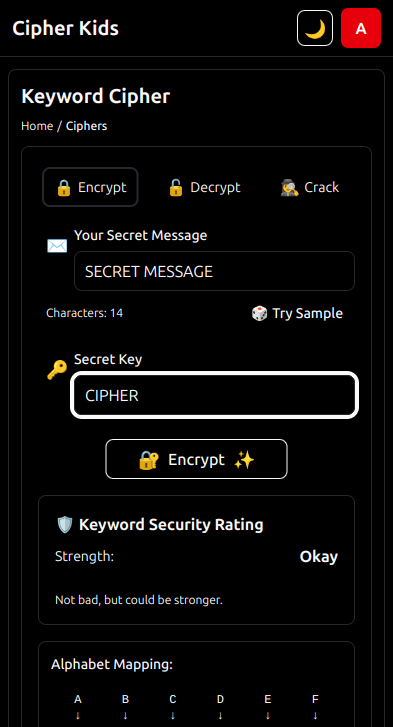 Cipher Kids
A
Keyword Cipher
Home / Ciphers
Encrypt Decrypt Crack
Your Secret Message
SECRET MESSAGE
Characters: 14 Try Sample
Secret Key
CIPHER
Encrypt
Keyword Security Rating
Strength: Okay
Not bad, but could be stronger.
Alphabet Mapping:
A B C D E F
↓ ↓ ↓ ↓ ↓ ↓